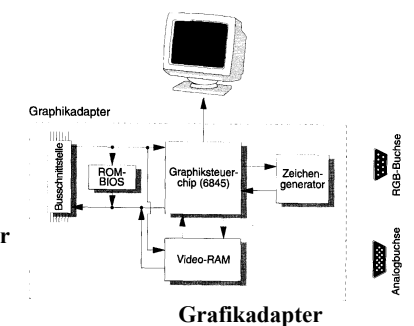 Graphikadapter
Busschnittstelle
ROM-
BIOS
Graphiksteuer-
chip (6845)
Zeichen-
generator
RGB-Buchse
r
Video-RAM
Analogbuchse
Grafikadapter